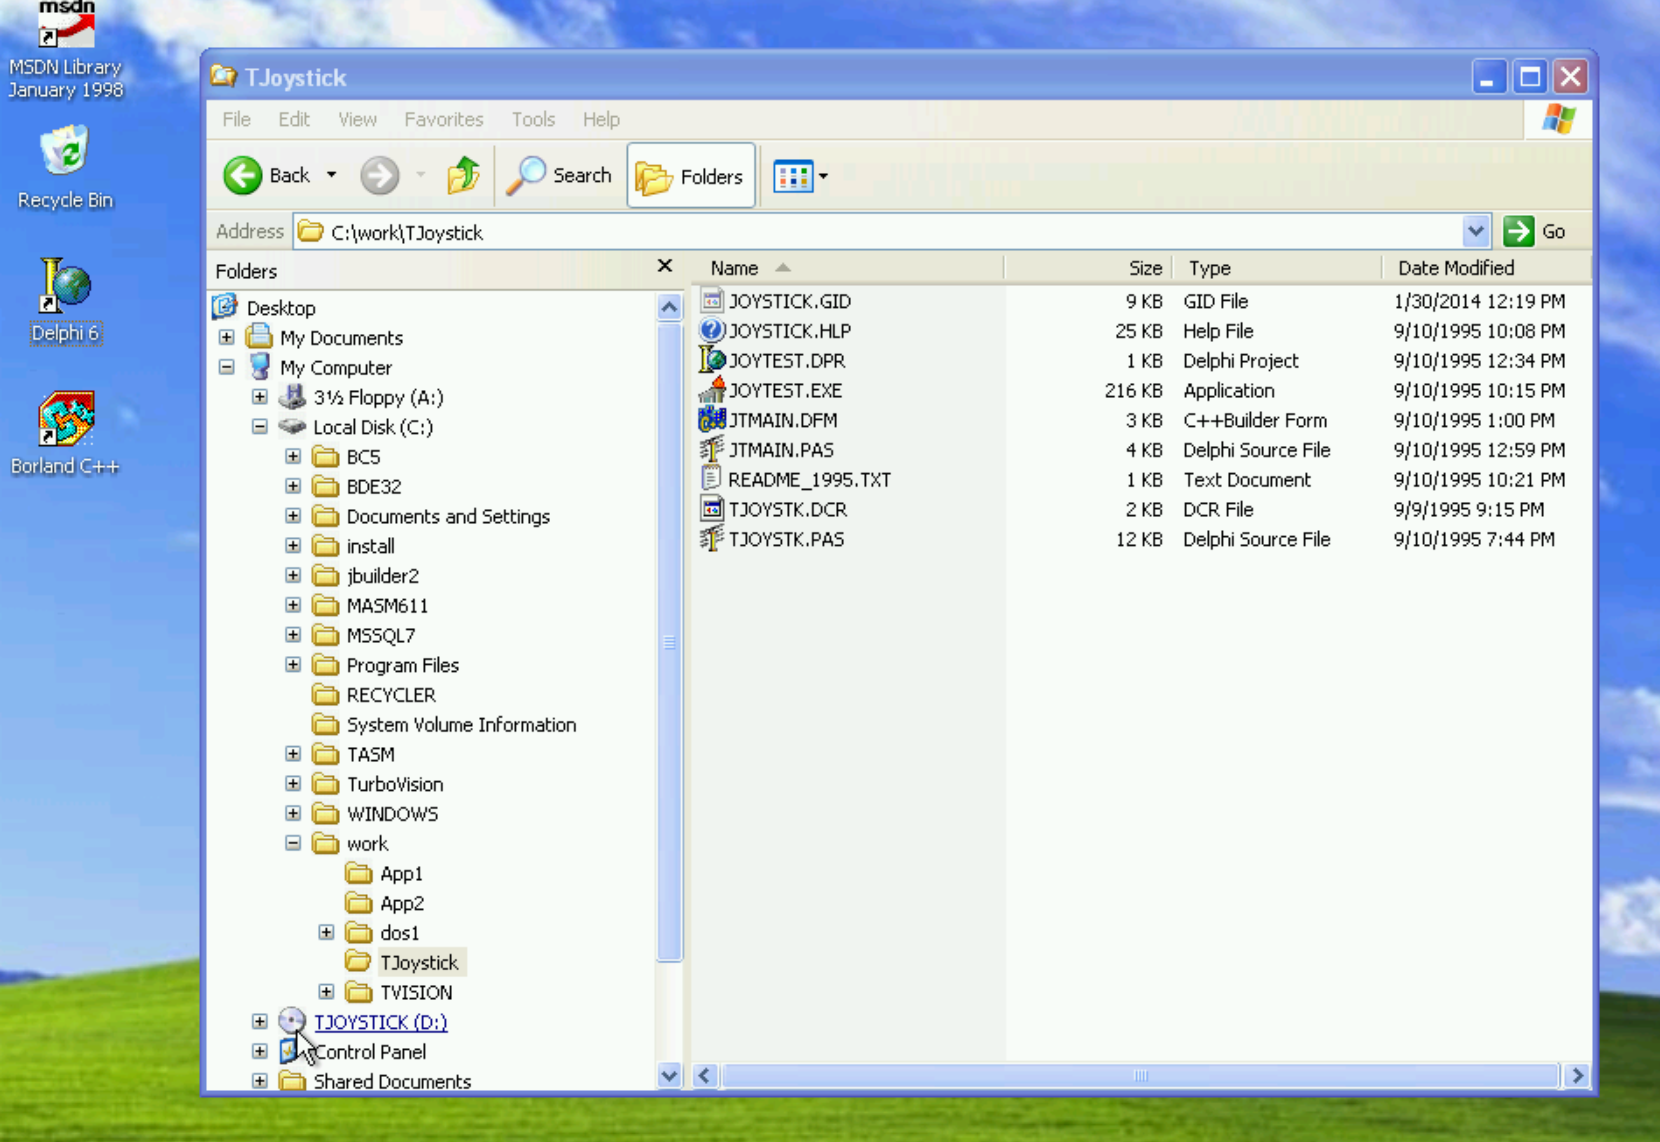 msdn
MSDN Library
January 1998
Recycle Bin
Delphi 6
Borland C++
TJoystick
File Edit View Favorites Tools Help
Back Search Folders
Address C:\work\TJoystick Go
Folders
Desktop
My Documents
My Computer
3½ Floppy (A:)
Local Disk (C:)
BC5
BDE32
Documents and Settings
install
jbuilder2
MASM611
MSSQL7
Program Files
RECYCLER
System Volume Information
TASM
TurboVision
WINDOWS
work
App1
App2
dos1
TJoystick
TVISION
TJOYSTICK (D:)
Control Panel
Shared Documents
Name Size Type Date Modified
JOYSTICK.GID 9 KB GID File 1/30/2014 12:19 PM
JOYSTICK.HLP 25 KB Help File 9/10/1995 10:08 PM
JOYTEST.DPR 1 KB Delphi Project 9/10/1995 12:34 PM
JOYTEST.EXE 216 KB Application 9/10/1995 10:15 PM
JTMAIN.DFM 3 KB C++Builder Form 9/10/1995 1:00 PM
JTMAIN.PAS 4 KB Delphi Source File 9/10/1995 12:59 PM
README_1995.TXT 1 KB Text Document 9/10/1995 10:21 PM
TJOYSTK.DCR 2 KB DCR File 9/9/1995 9:15 PM
TJOYSTK.PAS 12 KB Delphi Source File 9/10/1995 7:44 PM